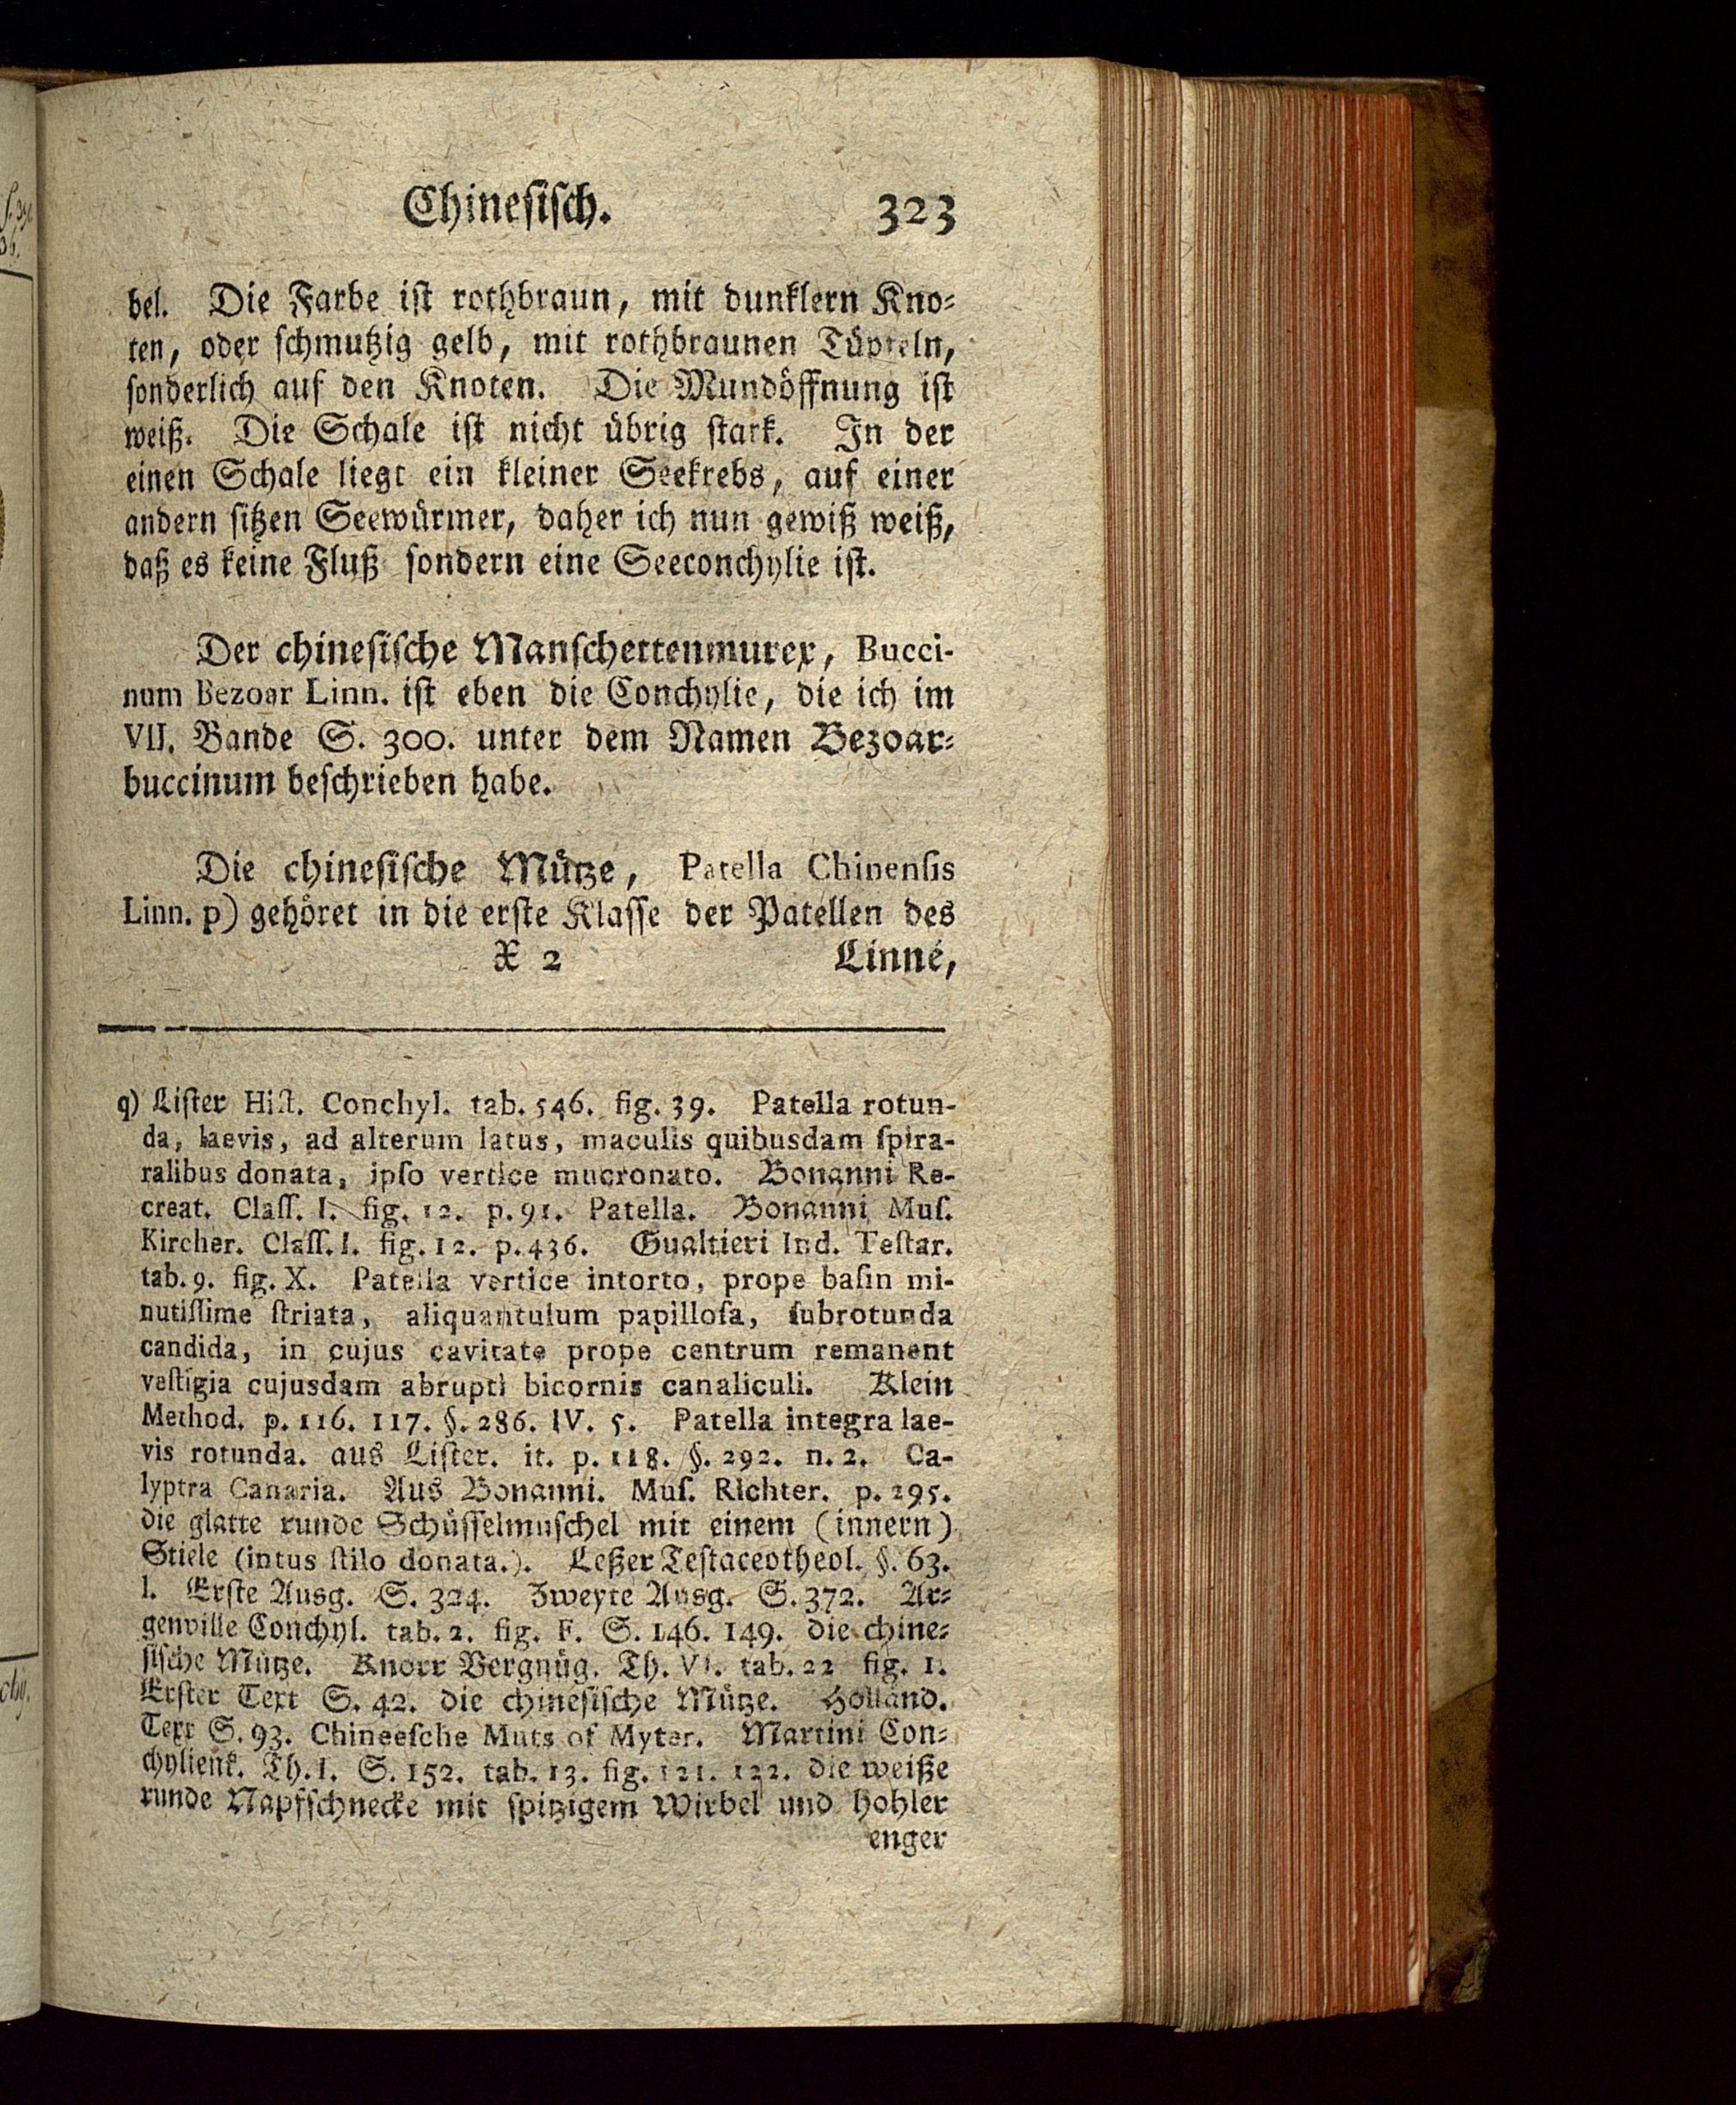 Chinesisch. 323
bel. Die Farbe ist rothbraun, mit dunklern Kno-
ten, oder schmutzig gelb, mit rothbraunen Tüpfeln,
sonderlich auf den Knoten. Die Mundöffnung ist
weiß. Die Schale ist nicht übrig stark. In der
einen Schale liegt ein kleiner Seekrebs, auf einer
andern sitzen Seewürmer, daher ich nun gewiß weiß,
daß es keine Fluß sondern eine Seeconchylie ist.
Der chinesische Manschettenmurex, Bucci-
num Bezoar Linn. ist eben die Conchylie, die ich im
VII. Bande S. 300. unter dem Namen Bezoar-
buccinum beschrieben habe.
Die chinesische Mütze, Patella Chinensis
Linn. p) gehöret in die erste Klasse der Patellen des
X 2 Linné,
q) Lister Hist. Conchyl. tab. 546. fig. 39. Patella rotun-
da, laevis, ad alterum latus, maculis quibusdam spira-
ralibus donata, ipso vertice mucronato. Bonanni Re-
creat. Class. I. fig. 12. p. 91. Patella. Bonanni Mus.
Kircher. Class. I. fig. 12. p. 436. Gualtieri Ind. Testar.
tab. 9. fig. X. Patella vertice intorto, prope basin mi-
nutissime striata, aliquantulum papillosa, subrotunda
candida, in cujus cavitate prope centrum remanent
vestigia cujusdam abrupti bicornis canaliculi. Klein
Method. p. 116. 117. §. 286. IV. 5. Patella integra lae-
vis rotunda. aus Lister. it. p. 118. §. 292. n. 2. Ca-
lyptra Canaria. Aus Bonanni. Mus. Richter. p. 295.
die glatte runde Schüsselmuschel mit einem (innern)
Stiele (intus stilo donata.). Leßer Testaceotheol. §. 63.
l. Erste Ausg. S. 324. Zweyte Ausg. S. 372. Ar-
genville Conchyl. tab. 2. fig. F. S. 146. 149. die chine-
sische Mütze. Knorr Vergnüg. Th. VI. tab. 22 fig. 1.
Erster Text S. 42. die chinesische Mütze. Holländ.
Text S. 93. Chineesche Muts of Myter. Martini Con-
chylienk. Th. I. S. 152. tab. 13. fig. 121. 122. die weiße
runde Napfschnecke mit spitzigem Wirbel und hohler
enger